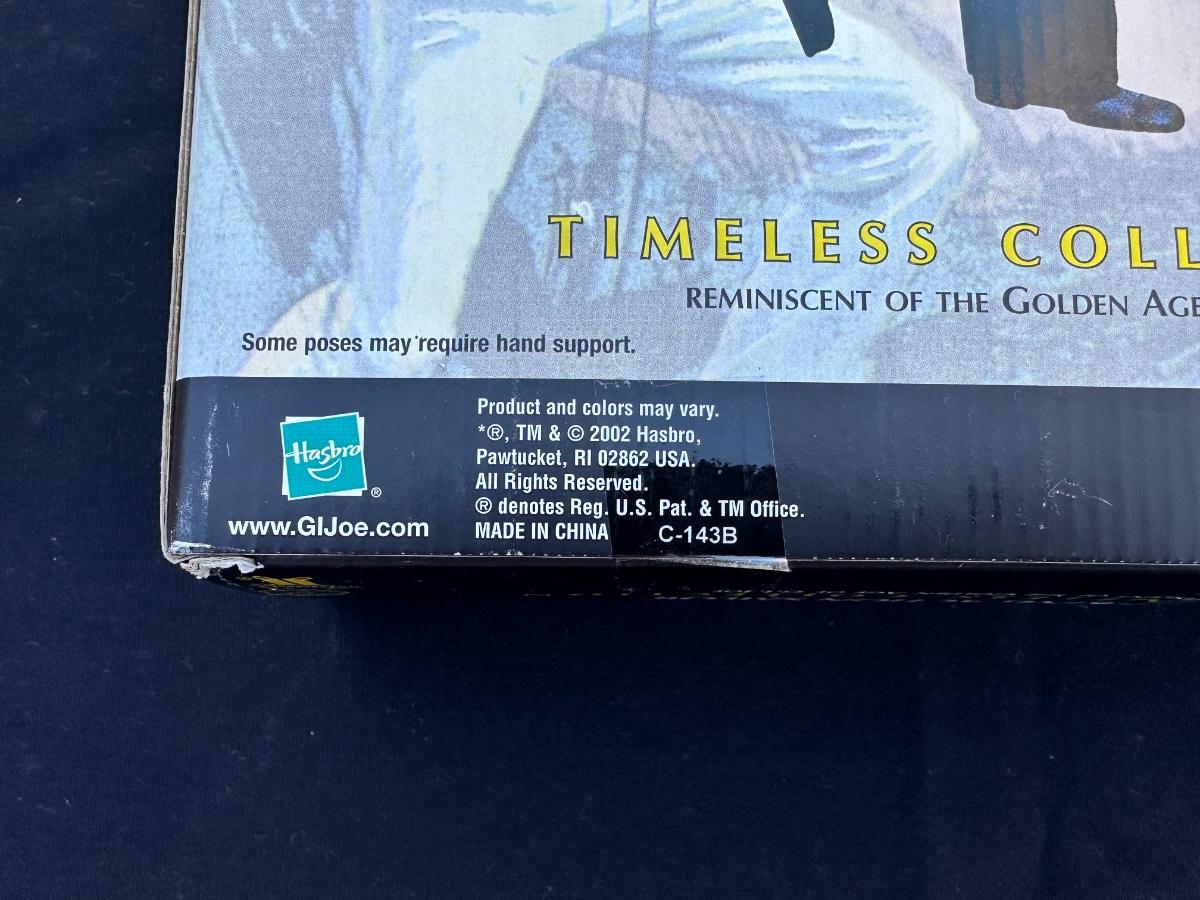 TIMELESS COLL
REMINISCENT OF THE GOLDEN AGE
Some poses may require hand support.
Hasbro
®
www.GIJoe.com
Product and colors may vary.
*®, TM & © 2002 Hasbro,
Pawtucket, RI 02862 USA.
All Rights Reserved.
® denotes Reg. U.S. Pat. & TM Office.
MADE IN CHINA C-143B